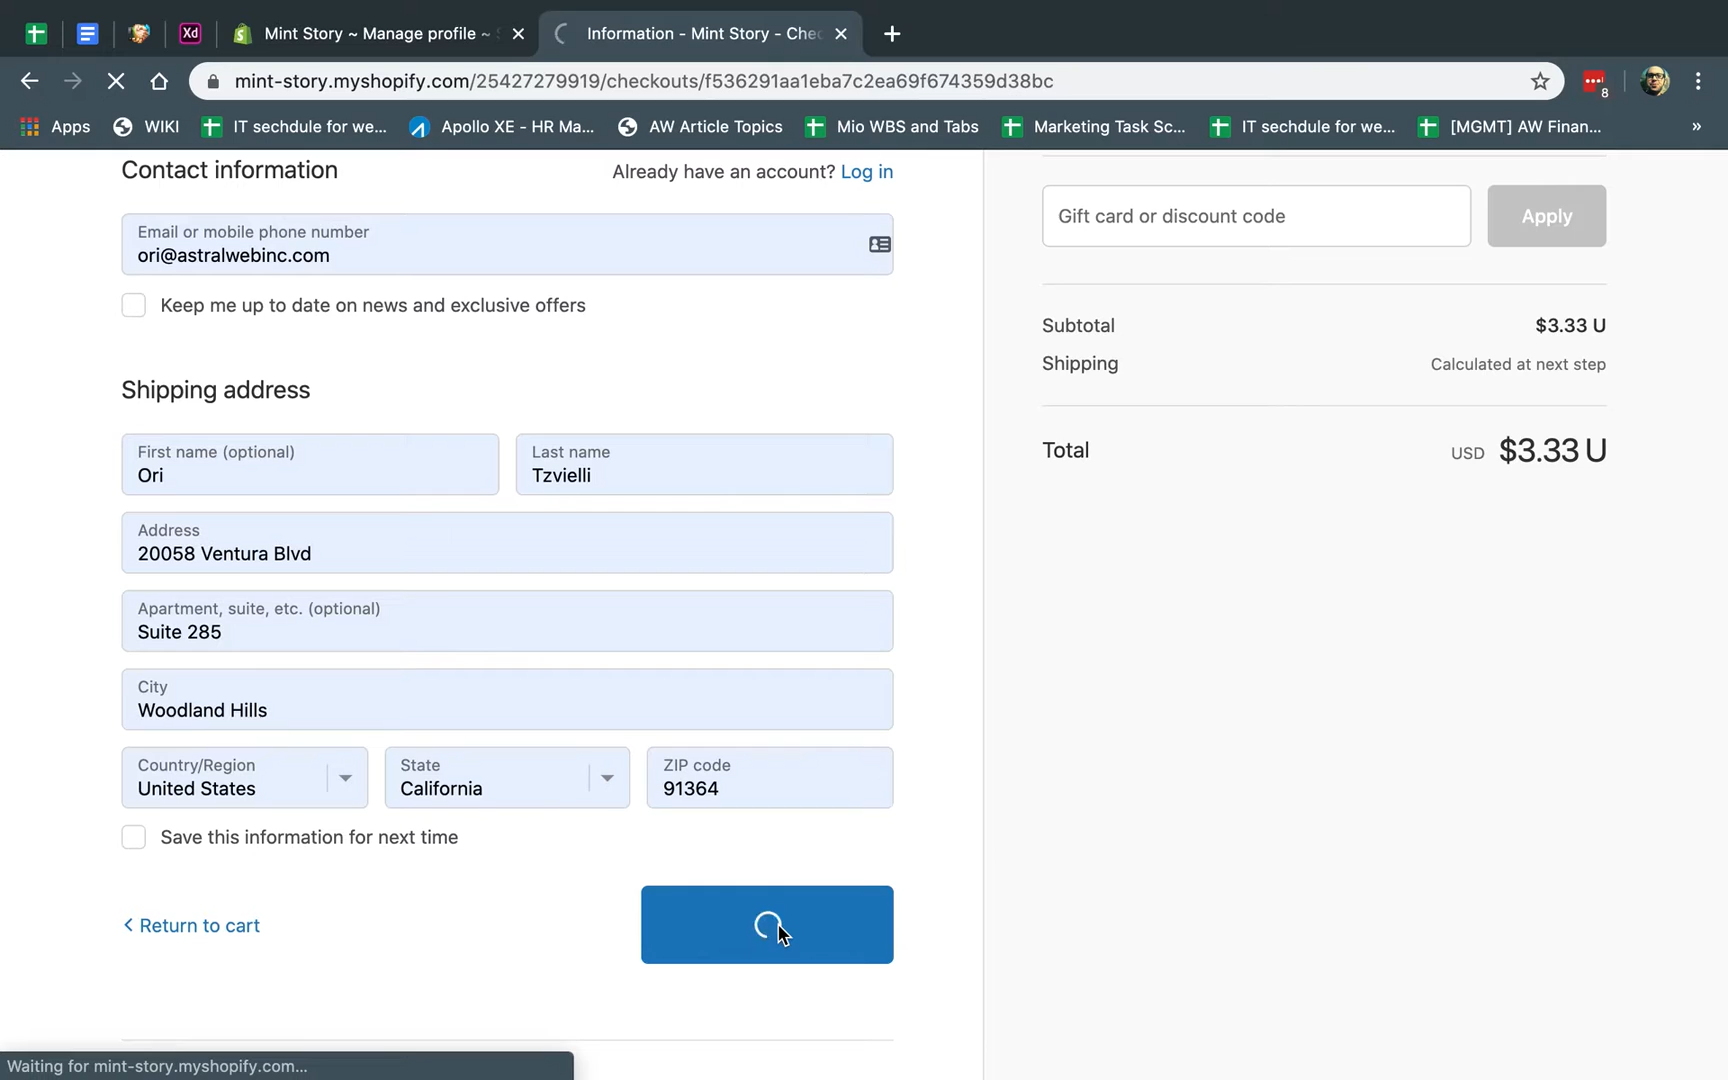 Xd
Mint Story ~ Manage profile ~
Information - Mint Story - Chec
mint-story.myshopify.com/25427279919/checkouts/f536291aa1eba7c2ea69f674359d38bc
8
Apps
WIKI
IT sechdule for we...
Apollo XE - HR Ma...
AW Article Topics
Mio WBS and Tabs
Marketing Task Sc...
IT sechdule for we...
[MGMT] AW Finan...
»
Contact information
Already have an account? Log in
Email or mobile phone number
ori@astralwebinc.com
Keep me up to date on news and exclusive offers
Shipping address
First name (optional)
Ori
Last name
Tzvielli
Address
20058 Ventura Blvd
Apartment, suite, etc. (optional)
Suite 285
City
Woodland Hills
Country/Region
United States
State
California
ZIP code
91364
Save this information for next time
Return to cart
Gift card or discount code
Apply
Subtotal
$3.33 U
Shipping
Calculated at next step
Total
USD $3.33 U
Waiting for mint-story.myshopify.com...